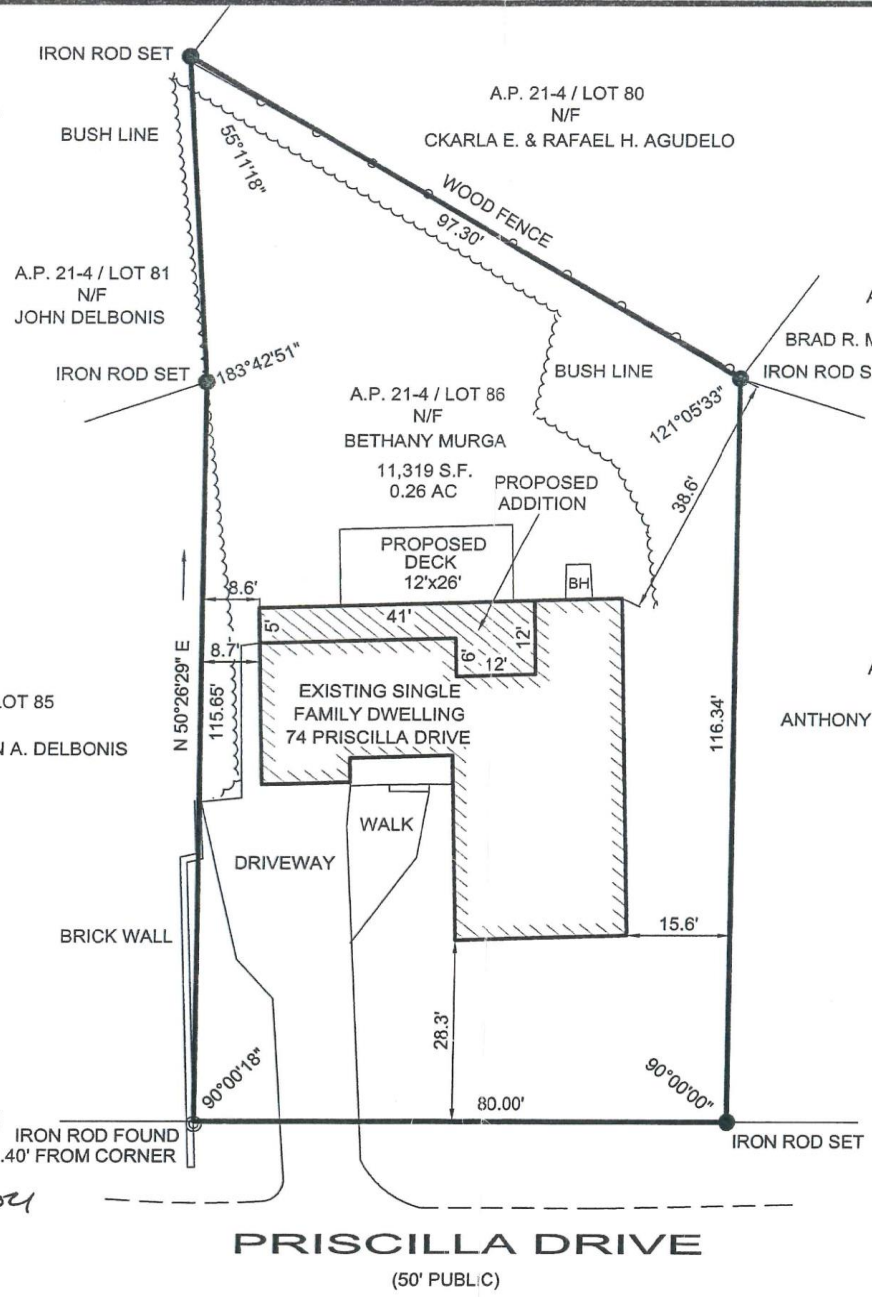 IRON ROD SET
A.P. 21-4 / LOT 80
N/F
CKARLA E. & RAFAEL H. AGUDELO
BUSH LINE
55°11'18"
WOOD FENCE
97.30'
A.P. 21-4 / LOT 81
N/F
JOHN DELBONIS
BRAD R.
IRON ROD SET
183°42'51"
BUSH LINE
IRON ROD
A.P. 21-4 / LOT 86
N/F
BETHANY MURGA
11,319 S.F.
0.26 AC
121°05'33"
38.6'
PROPOSED
ADDITION
PROPOSED
DECK
12'x26'
BH
8.6'
41'
5'
12'
6'
12'
8.7'
N 50°26'29" E
115.65'
EXISTING SINGLE
FAMILY DWELLING
74 PRISCILLA DRIVE
116.34'
LOT 85
A. DELBONIS
ANTHONY
WALK
DRIVEWAY
BRICK WALL
15.6'
28.3'
90°00'18"
90°00'00"
80.00'
IRON ROD FOUND
.40' FROM CORNER
IRON ROD SET
PRISCILLA DRIVE
(50' PUBLIC)